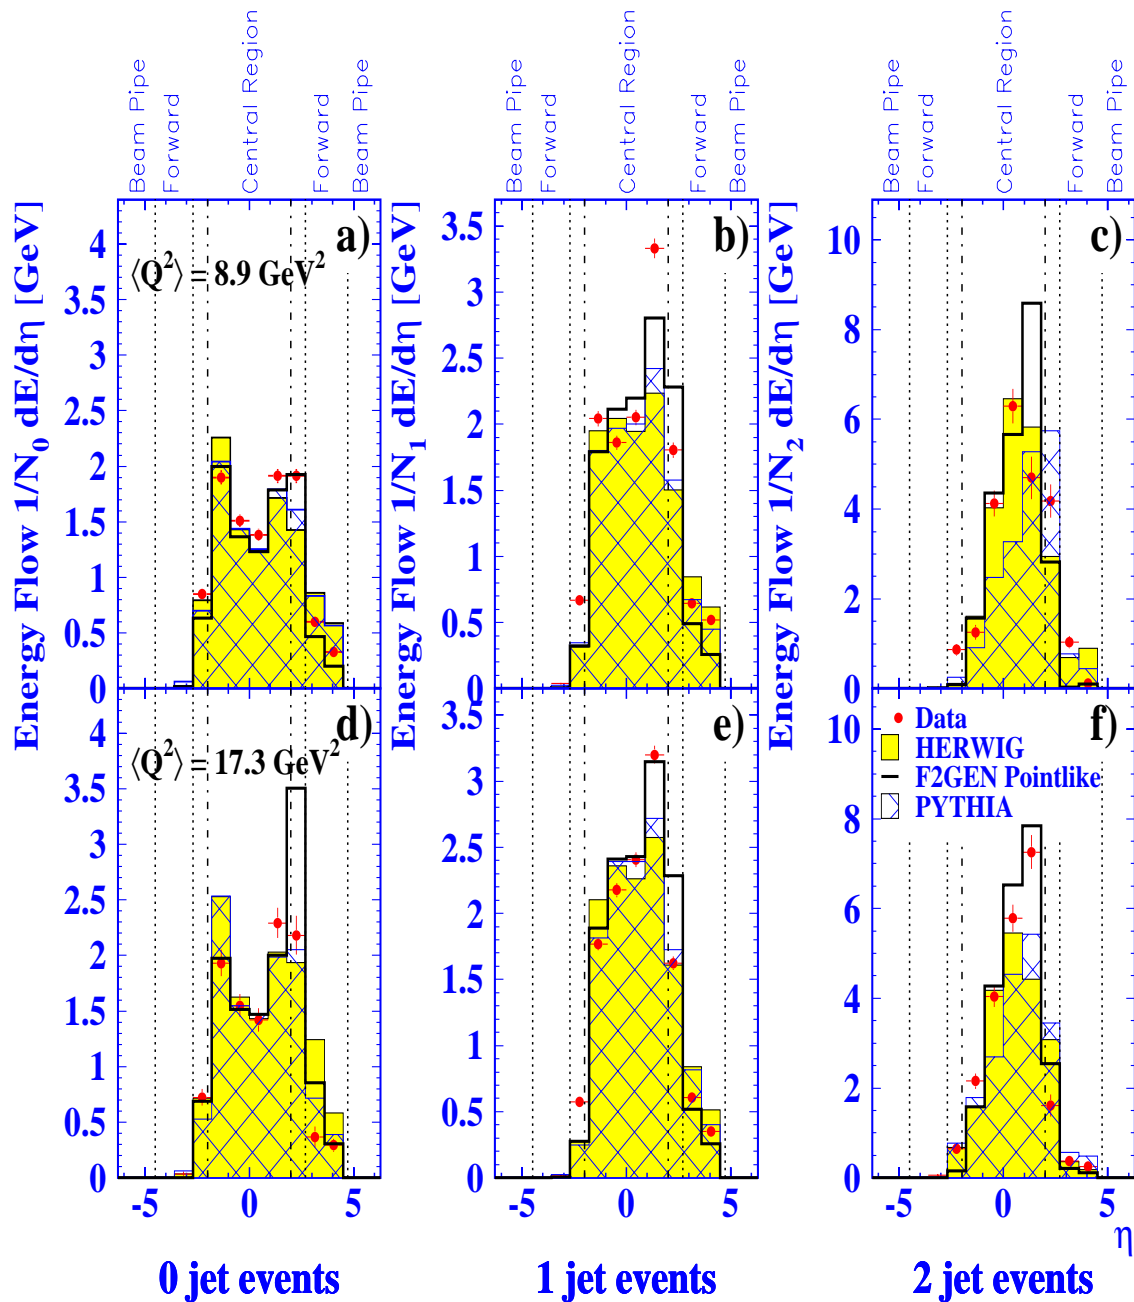 Beam Pipe
Forward
Central Region
Forward
Beam Pipe
Beam Pipe
Forward
Central Region
Forward
Beam Pipe
Beam Pipe
Forward
Central Region
Forward
Beam Pipe
Energy Flow 1/N₀ dE/dη [GeV]
a)
⟨Q²⟩ = 8.9 GeV²
4
3.5
3
2.5
2
1.5
1
0.5
0
Energy Flow 1/N₁ dE/dη [GeV]
b)
3.5
3
2.5
2
1.5
1
0.5
0
Energy Flow 1/N₂ dE/dη [GeV]
c)
10
8
6
4
2
0
d)
⟨Q²⟩ = 17.3 GeV²
4
3.5
3
2.5
2
1.5
1
0.5
0
e)
3.5
3
2.5
2
1.5
1
0.5
0
f)
Data
HERWIG
F2GEN Pointlike
PYTHIA
10
8
6
4
2
0
-5 0 5
-5 0 5
-5 0 5
η
0 jet events
1 jet events
2 jet events